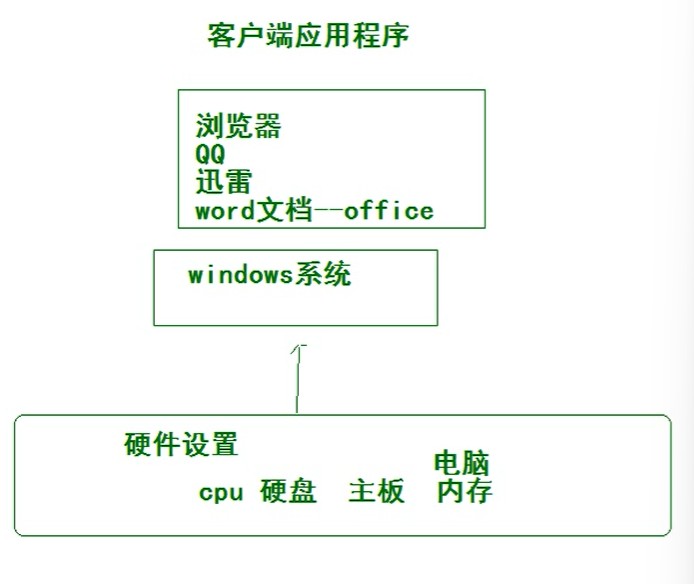 客户端应用程序
浏览器
QQ
迅雷
word文档--office
windows系统
硬件设置
电脑
cpu 硬盘 主板 内存